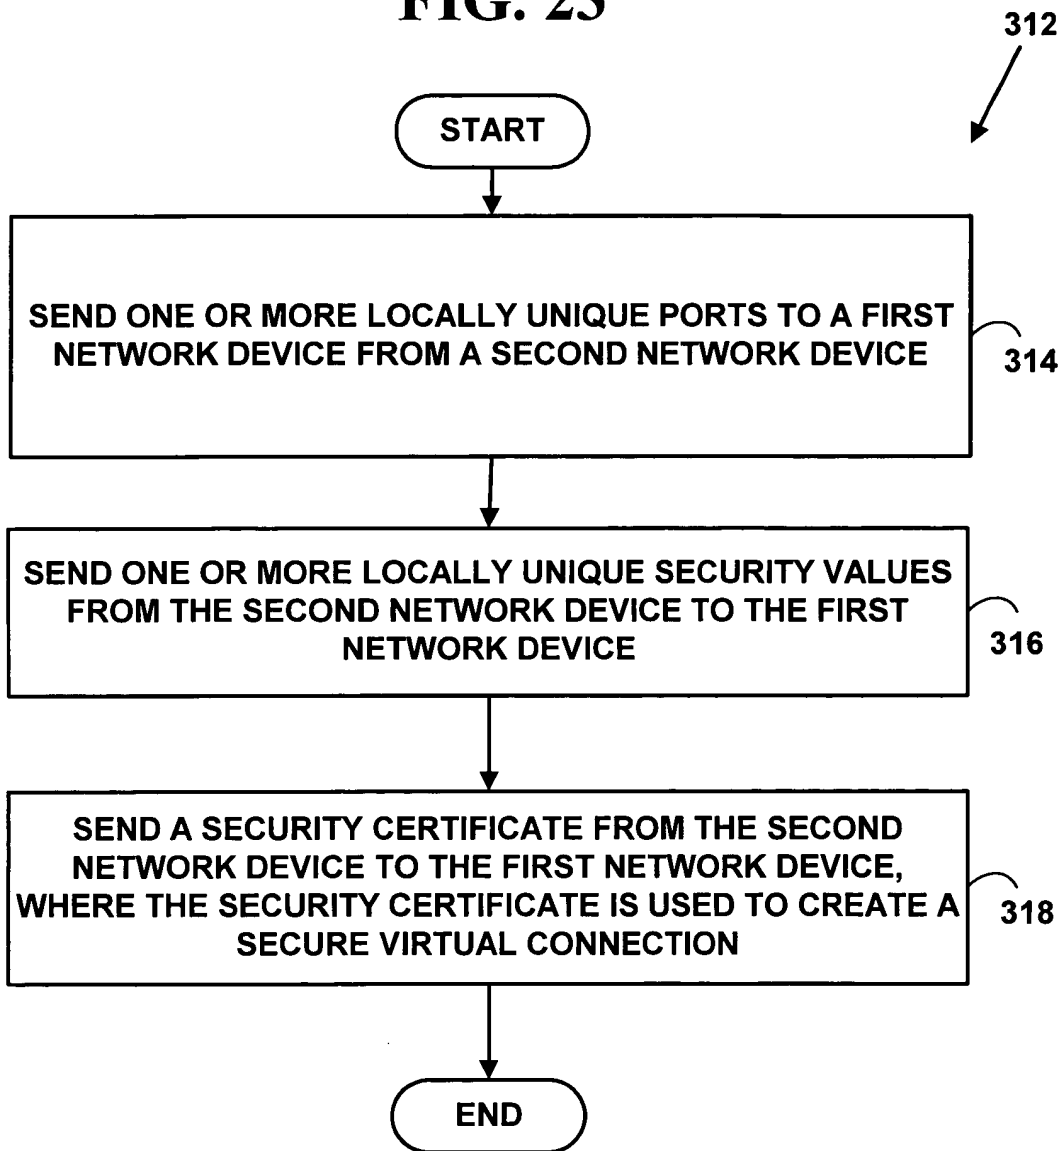 FIG. 23
312
START
SEND ONE OR MORE LOCALLY UNIQUE PORTS TO A FIRST
NETWORK DEVICE FROM A SECOND NETWORK DEVICE
314
SEND ONE OR MORE LOCALLY UNIQUE SECURITY VALUES
FROM THE SECOND NETWORK DEVICE TO THE FIRST
NETWORK DEVICE
316
SEND A SECURITY CERTIFICATE FROM THE SECOND
NETWORK DEVICE TO THE FIRST NETWORK DEVICE,
WHERE THE SECURITY CERTIFICATE IS USED TO CREATE A
SECURE VIRTUAL CONNECTION
318
END